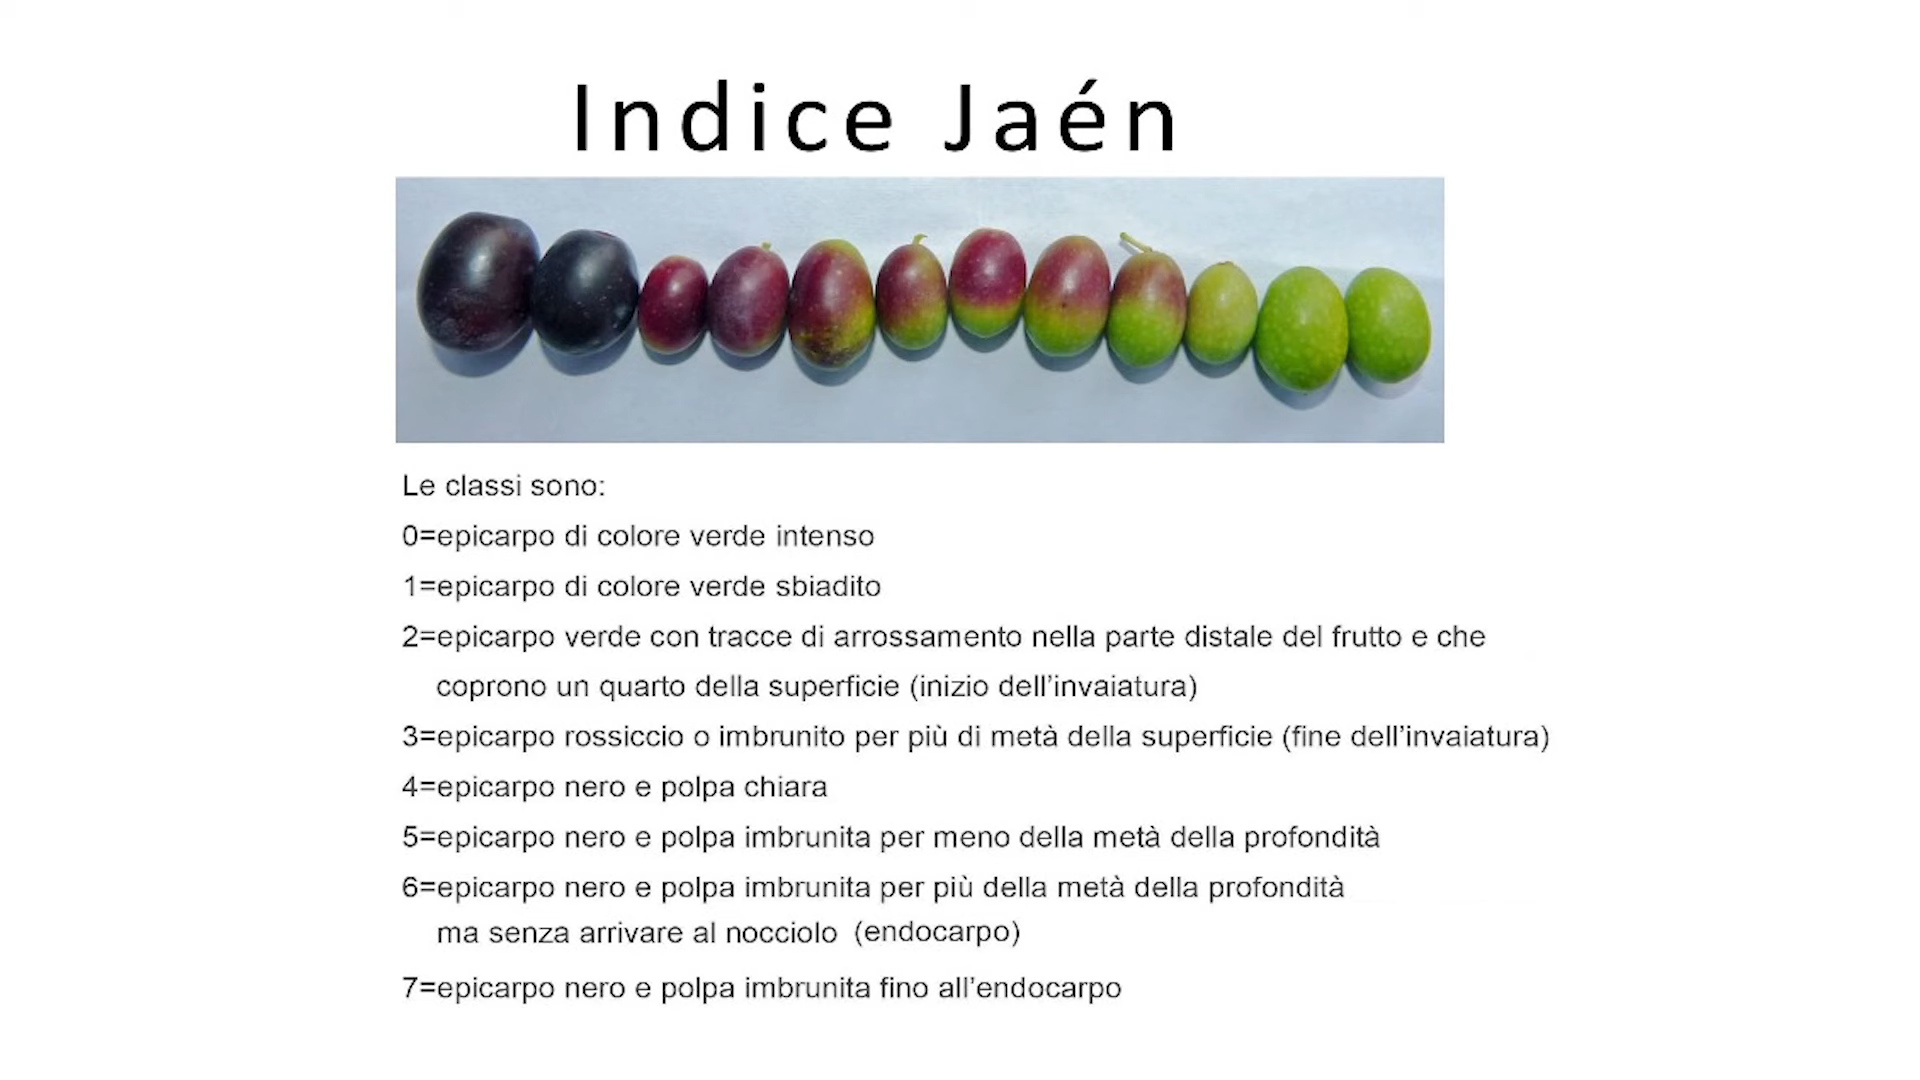 Indice Jaén
Le classi sono:
0=epicarpo di colore verde intenso
1=epicarpo di colore verde sbiadito
2=epicarpo verde con tracce di arrossamento nella parte distale del frutto e che
coprono un quarto della superficie (inizio dell’invaiatura)
3=epicarpo rossiccio o imbrunito per più di metà della superficie (fine dell’invaiatura)
4=epicarpo nero e polpa chiara
5=epicarpo nero e polpa imbrunita per meno della metà della profondità
6=epicarpo nero e polpa imbrunita per più della metà della profondità
ma senza arrivare al nocciolo (endocarpo)
7=epicarpo nero e polpa imbrunita fino all’endocarpo